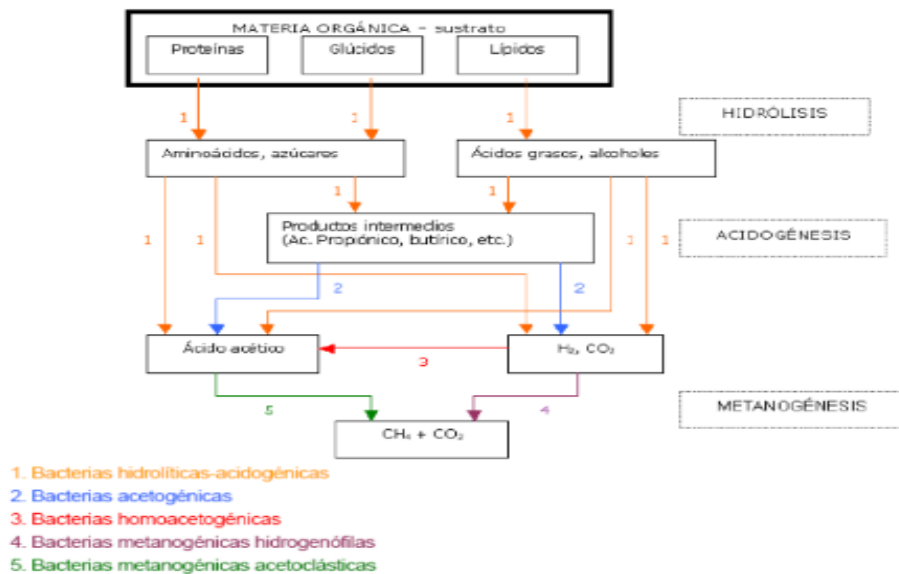 MATERIA ORGÁNICA – sustrato
Proteínas
Glúcidos
Lípidos
1
1
1
HIDRÓLISIS
Aminoácidos, azúcares
Ácidos grasos, alcoholes
1
1
Productos intermedios
(Ac. Propiónico, butírico, etc.)
1
1
1
1
ACIDOGÉNESIS
2
2
Ácido acético
H₂, CO₂
3
METANOGÉNESIS
5
4
CH₄ + CO₂
1. Bacterias hidrolíticas-acidogénicas
2. Bacterias acetogénicas
3. Bacterias homoacetogénicas
4. Bacterias metanogénicas hidrogenófilas
5. Bacterias metanogénicas acetoclásticas